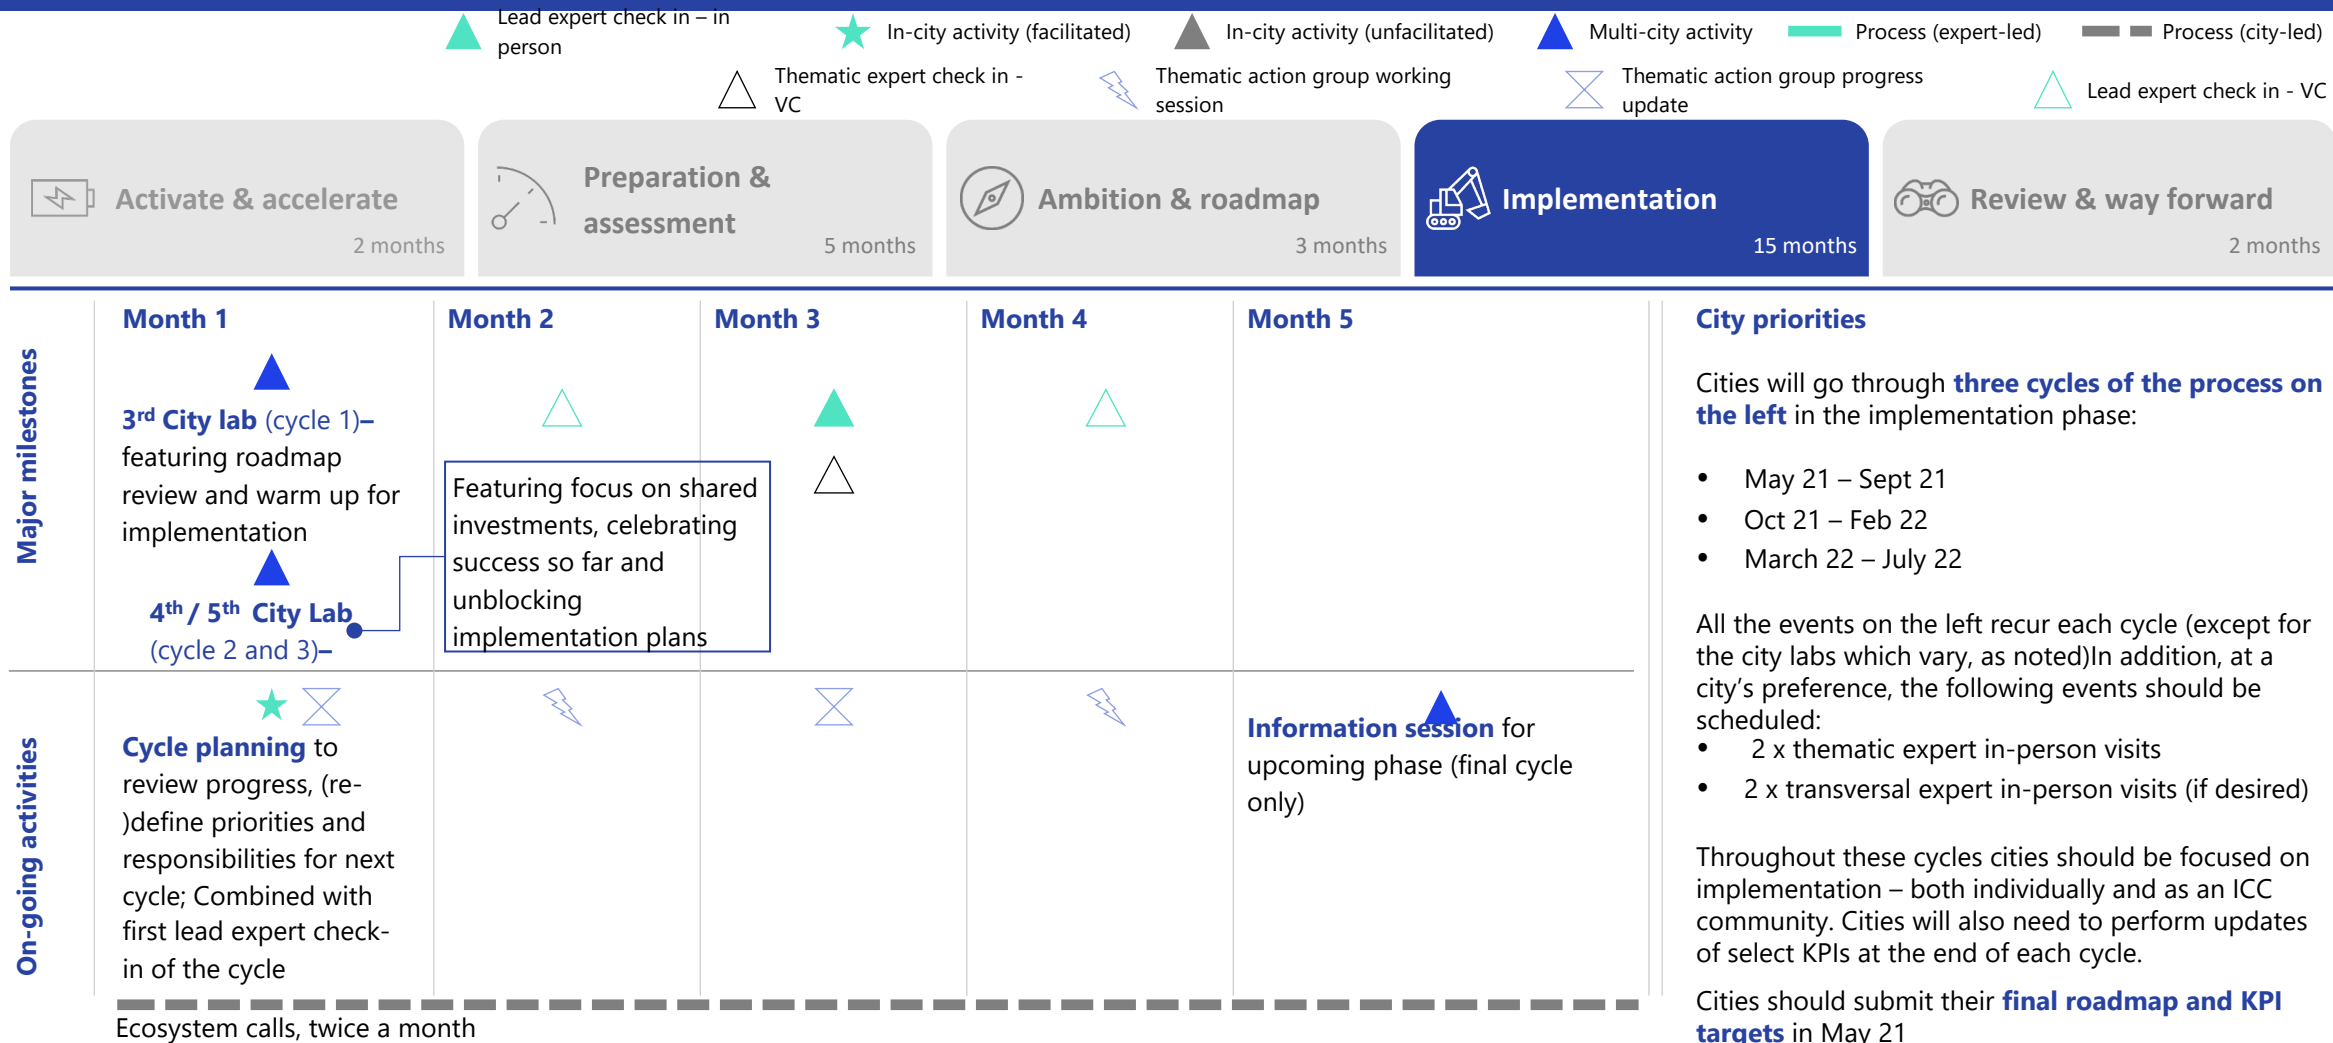 Lead expert check in – in
person
In-city activity (facilitated)
In-city activity (unfacilitated)
Multi-city activity
Process (expert-led)
Process (city-led)
Thematic expert check in -
VC
Thematic action group working
session
Thematic action group progress
update
Lead expert check in - VC
Activate & accelerate
2 months
Preparation &
assessment
5 months
Ambition & roadmap
3 months
Implementation
15 months
Review & way forward
2 months
Major milestones
Month 1
Month 2
Month 3
Month 4
Month 5
3rd City lab (cycle 1)–
featuring roadmap
review and warm up for
implementation
4th / 5th City Lab
(cycle 2 and 3)–
Featuring focus on shared
investments, celebrating
success so far and
unblocking
implementation plans
On-going activities
Cycle planning to
review progress, (re-
)define priorities and
responsibilities for next
cycle; Combined with
first lead expert check-
in of the cycle
Information session for
upcoming phase (final cycle
only)
Ecosystem calls, twice a month
City priorities
Cities will go through three cycles of the process on
the left in the implementation phase:
• May 21 – Sept 21
• Oct 21 – Feb 22
• March 22 – July 22
All the events on the left recur each cycle (except for
the city labs which vary, as noted)In addition, at a
city’s preference, the following events should be
scheduled:
• 2 x thematic expert in-person visits
• 2 x transversal expert in-person visits (if desired)
Throughout these cycles cities should be focused on
implementation – both individually and as an ICC
community. Cities will also need to perform updates
of select KPIs at the end of each cycle.
Cities should submit their final roadmap and KPI
targets in May 21